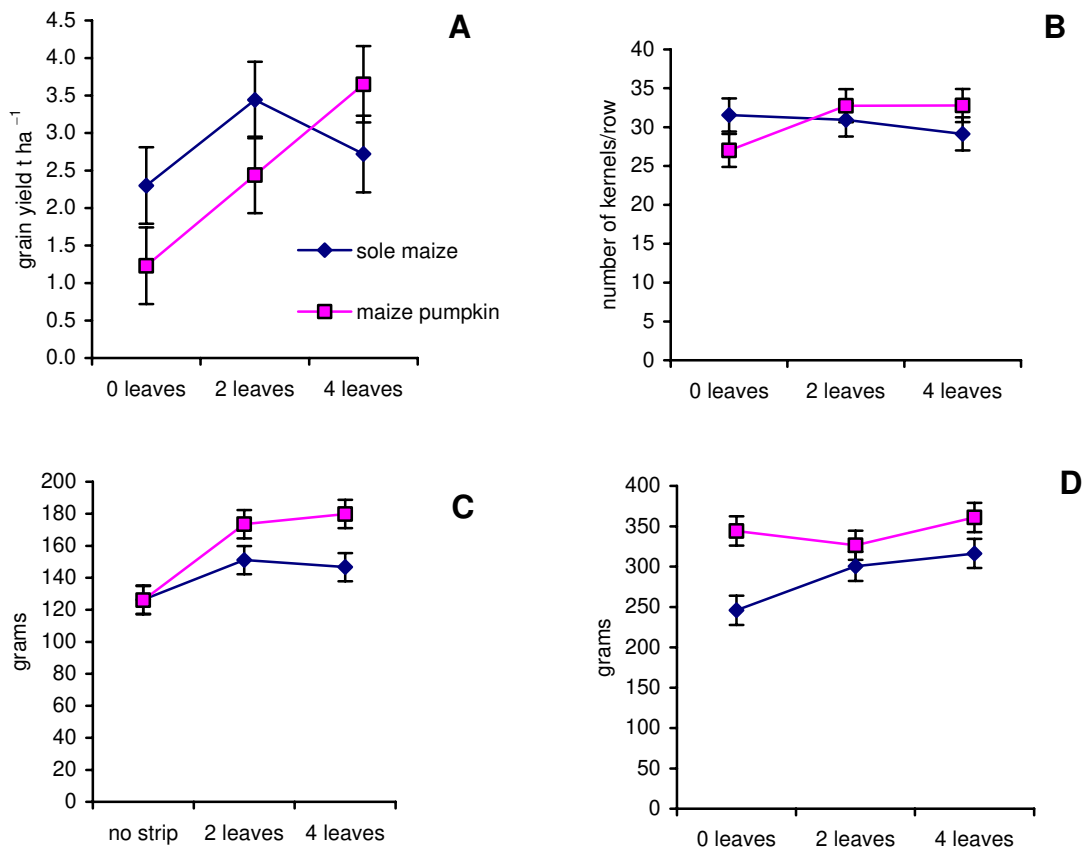 A
4.5
4.0
3.5
3.0
2.5
2.0
1.5
1.0
0.5
0.0
grain yield t ha⁻¹
0 leaves 2 leaves 4 leaves
sole maize
maize pumpkin
B
40
35
30
25
20
15
10
5
0
number of kernels/row
0 leaves 2 leaves 4 leaves
C
200
180
160
140
120
100
80
60
40
20
0
grams
no strip 2 leaves 4 leaves
D
400
350
300
250
200
150
100
50
0
grams
0 leaves 2 leaves 4 leaves